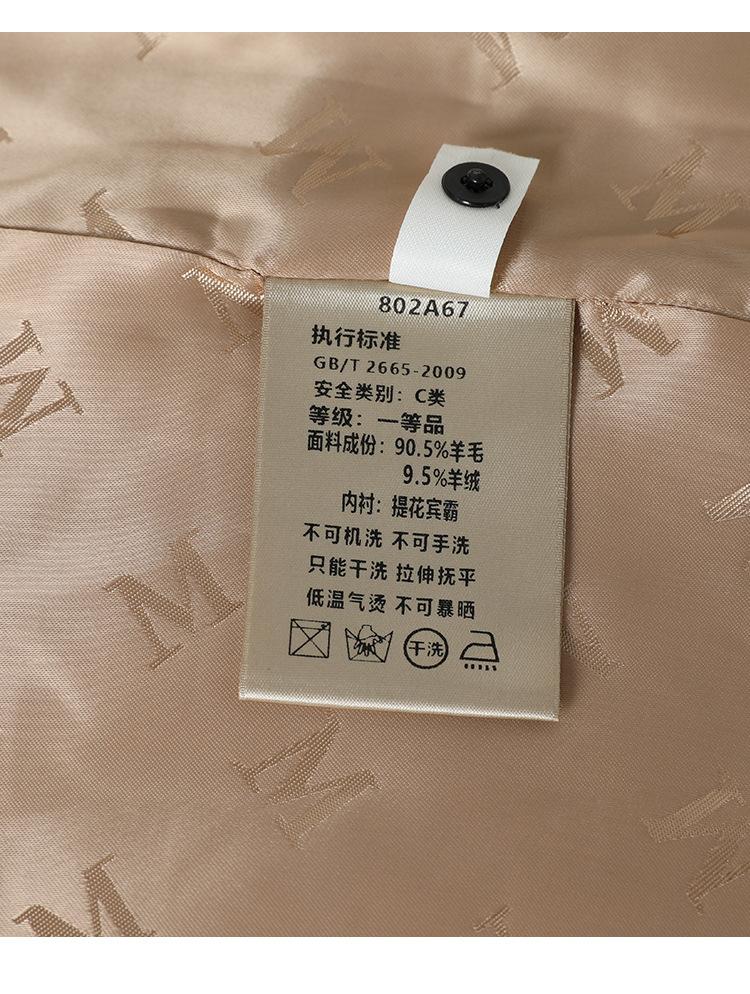 802A67
执行标准
GB/T 2665-2009
安全类别：C类
等级：一等品
面料成份：90.5%羊毛
9.5%羊绒
内衬：提花宾霸
不可机洗 不可手洗
只能干洗 拉伸抚平
低温气烫 不可暴晒
干洗
M
M
M
M
M
M
M
M
M